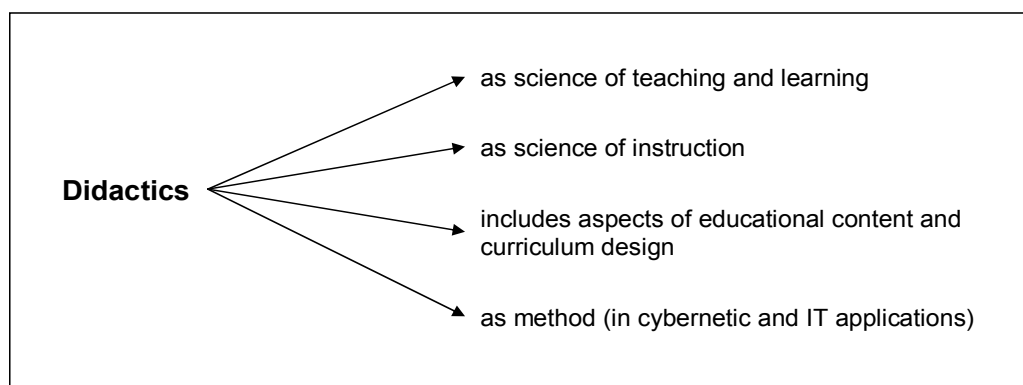 as science of teaching and learning
as science of instruction
Didactics
includes aspects of educational content and
curriculum design
as method (in cybernetic and IT applications)